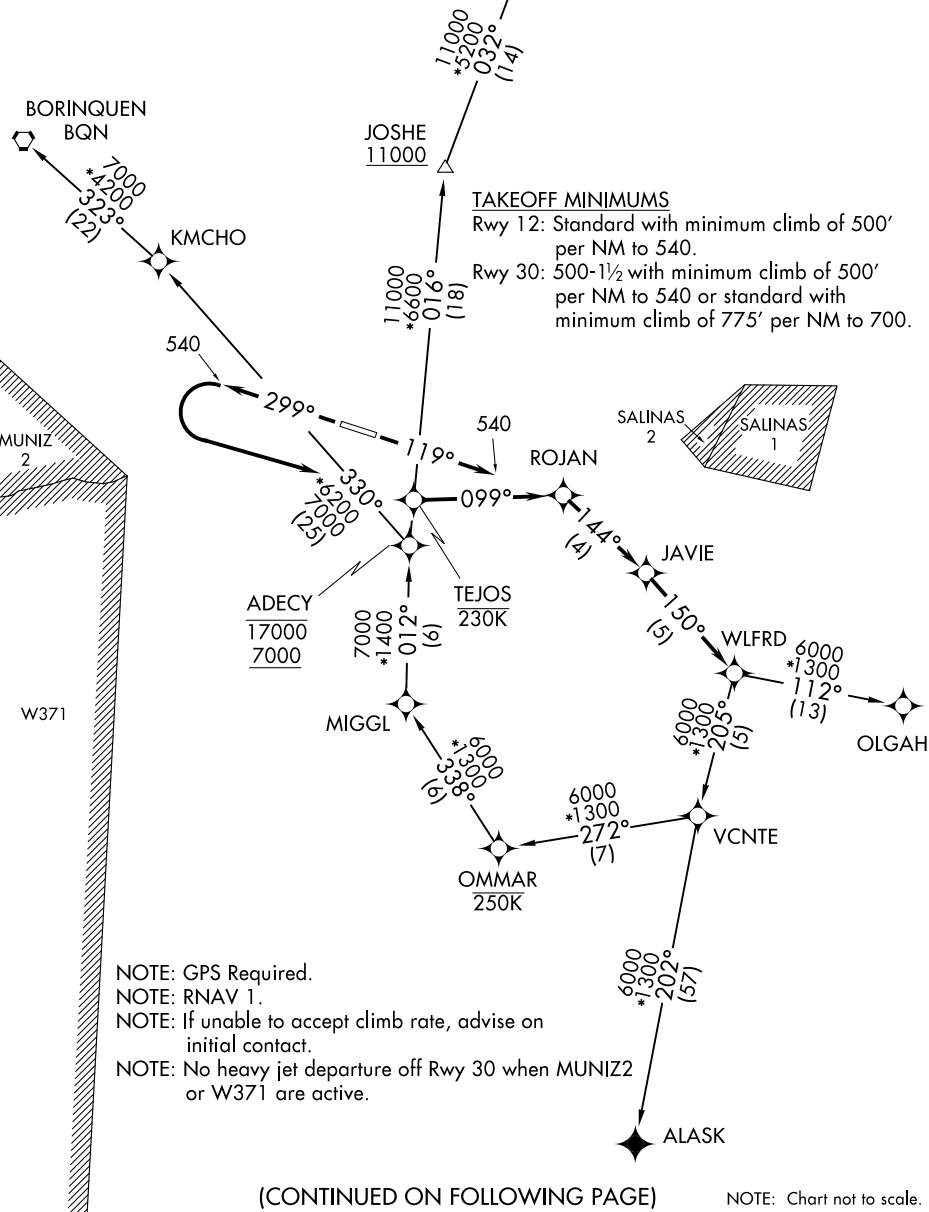 11000
*5200
032°
(14)
BORINQUEN
BQN
JOSHE
11000
7000
*4200
323°
(22)
KMCHO
TAKEOFF MINIMUMS
Rwy 12: Standard with minimum climb of 500'
per NM to 540.
Rwy 30: 500-1½ with minimum climb of 500'
per NM to 540 or standard with
minimum climb of 775' per NM to 700.
11000
*6600
016°
(18)
540
299°
119°
540
SALINAS
2
SALINAS
1
MUNIZ
2
ROJAN
330°
*6200
7000
(25)
099°
144°
(4)
JAVIE
ADECY
17000
7000
TEJOS
230K
7000
*1400
012°
(6)
150°
(5)
WLFRD
6000
*1300
112°
(13)
OLGAH
W371
MIGGL
6000
*1300
205°
(5)
6000
*1300
338°
(6)
6000
*1300
272°
(7)
VCNTE
OMMAR
250K
6000
*1300
202°
(57)
NOTE: GPS Required.
NOTE: RNAV 1.
NOTE: If unable to accept climb rate, advise on
initial contact.
NOTE: No heavy jet departure off Rwy 30 when MUNIZ2
or W371 are active.
ALASK
(CONTINUED ON FOLLOWING PAGE)
NOTE: Chart not to scale.